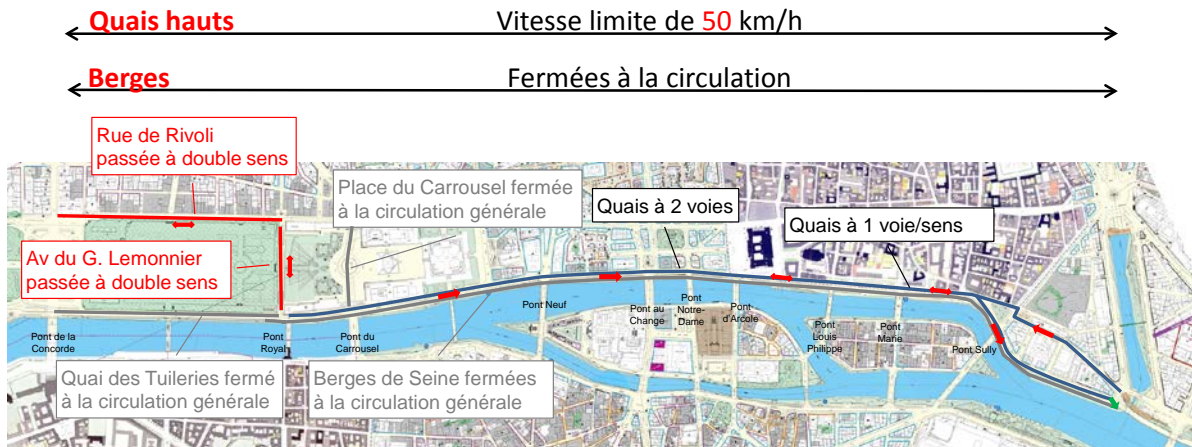 Quais hauts Vitesse limite de 50 km/h
Berges Fermées à la circulation
Rue de Rivoli
passée à double sens
Place du Carrousel fermée
à la circulation générale
Quais à 2 voies
Quais à 1 voie/sens
Av du G. Lemonnier
passée à double sens
Pont de la
Concorde
Pont
Royal
Pont du
Carrousel
Pont Neuf
Pont au
Change
Pont
Notre-
Dame
Pont
d'Arcole
Pont
Louis
Philippe
Pont
Marie
Pont Sully
Quai des Tuileries fermé
à la circulation générale
Berges de Seine fermées
à la circulation générale